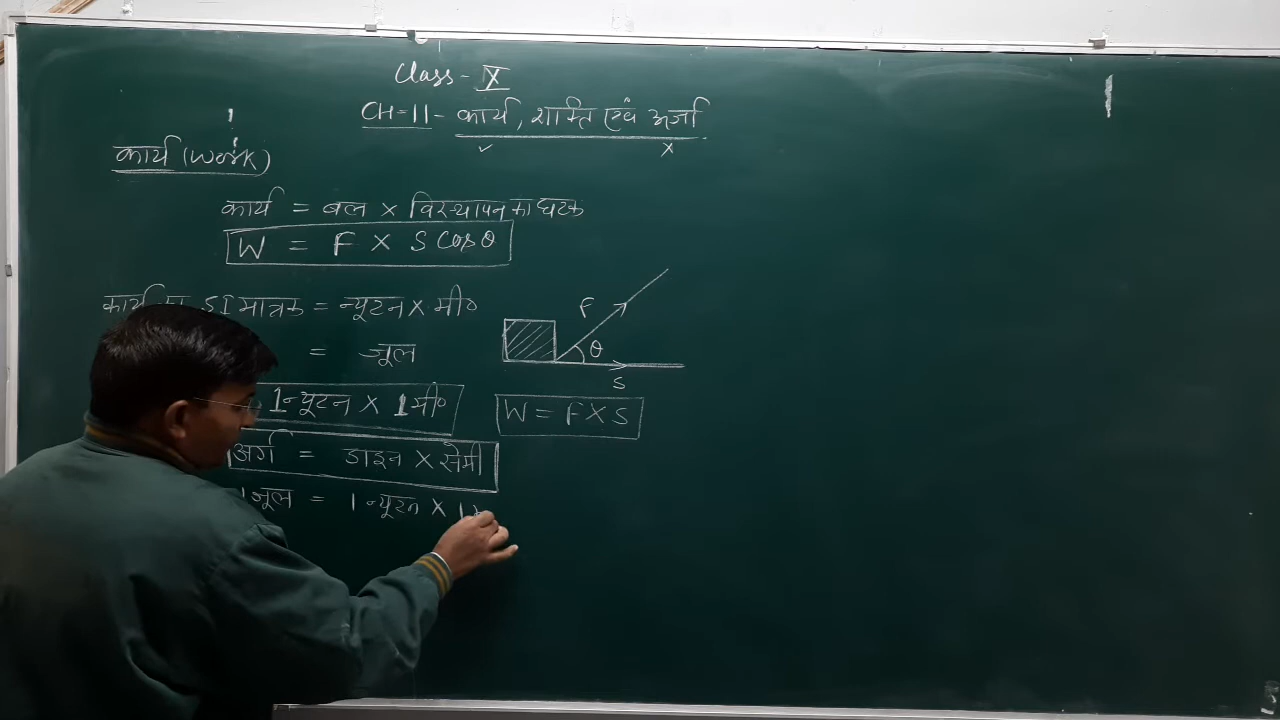 Class - IX
CH=11- कार्य, शक्ति एवं ऊर्जा
कार्य (Work)
कार्य = बल × विस्थापन का घटक
W = F × S Cosθ
कार्य का SI मात्रक = न्यूटन × मी०
= जूल
1 न्यूटन × 1 मी०
अर्ग = डाइन × सेमी
1 जूल = 1 न्यूटन × 1
F
θ
S
W = F × S